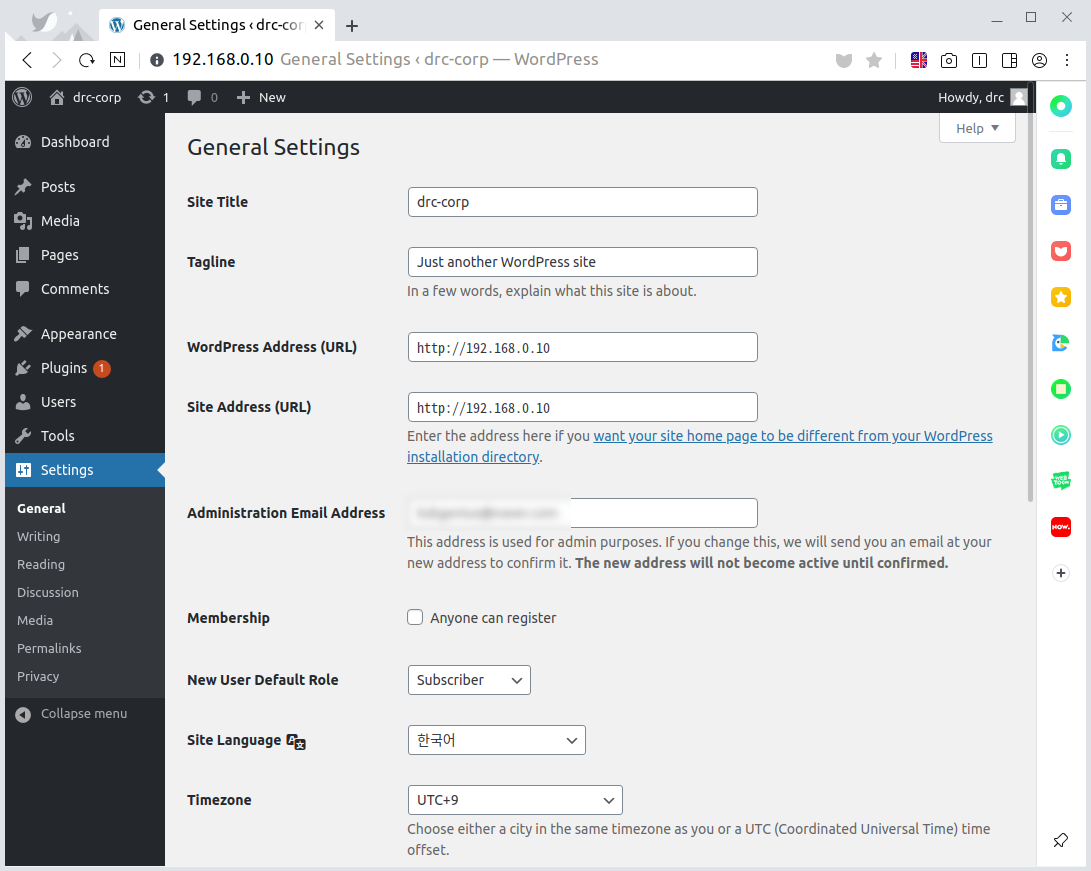 General Settings ‹ drc-cor
192.168.0.10 General Settings ‹ drc-corp — WordPress
drc-corp 1 0 New Howdy, drc
Help
Dashboard
Posts
Media
Pages
Comments
Appearance
Plugins 1
Users
Tools
Settings
General
Writing
Reading
Discussion
Media
Permalinks
Privacy
Collapse menu
General Settings
Site Title drc-corp
Tagline Just another WordPress site
In a few words, explain what this site is about.
WordPress Address (URL) http://192.168.0.10
Site Address (URL) http://192.168.0.10
Enter the address here if you want your site home page to be different from your WordPress
installation directory.
Administration Email Address
This address is used for admin purposes. If you change this, we will send you an email at your
new address to confirm it. The new address will not become active until confirmed.
Membership Anyone can register
New User Default Role Subscriber
Site Language 한국어
Timezone UTC+9
Choose either a city in the same timezone as you or a UTC (Coordinated Universal Time) time
offset.
WEB
TOON
NOW.